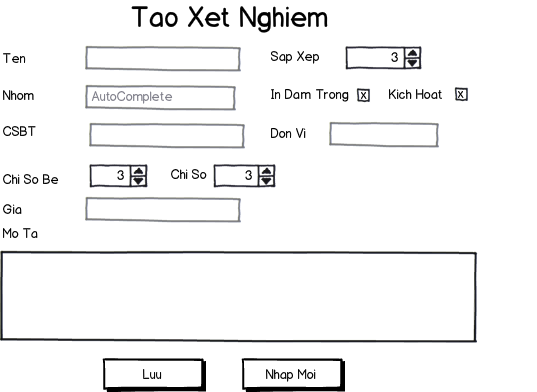 Tao Xet Nghiem
Ten
Sap Xep 3
Nhom AutoComplete
In Dam Trong X Kich Hoat X
CSBT
Don Vi
Chi So Be 3 Chi So 3
Gia
Mo Ta
Luu Nhap Moi